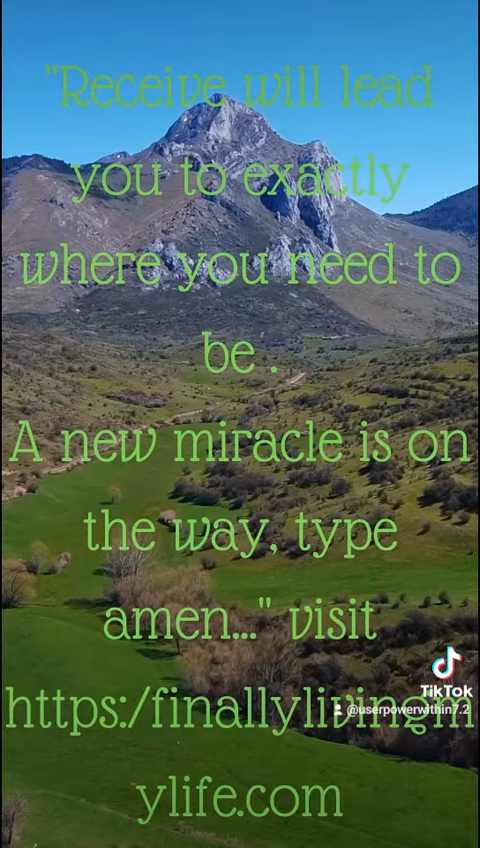 "Receive will lead
you to exactly
where you need to
be .
A new miracle is on
the way, type
amen..." visit
https:/finallylivingm
ylife.com
TikTok
@userpowerwithin7.2